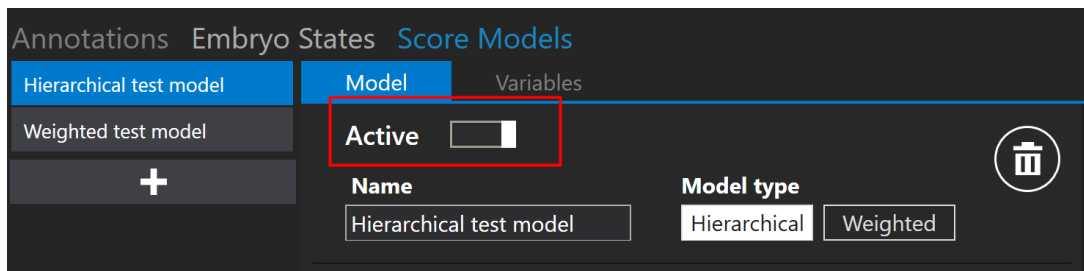 Annotations Embryo States Score Models
Hierarchical test model
Weighted test model
Model Variables
Active
Name
Hierarchical test model
Model type
Hierarchical Weighted